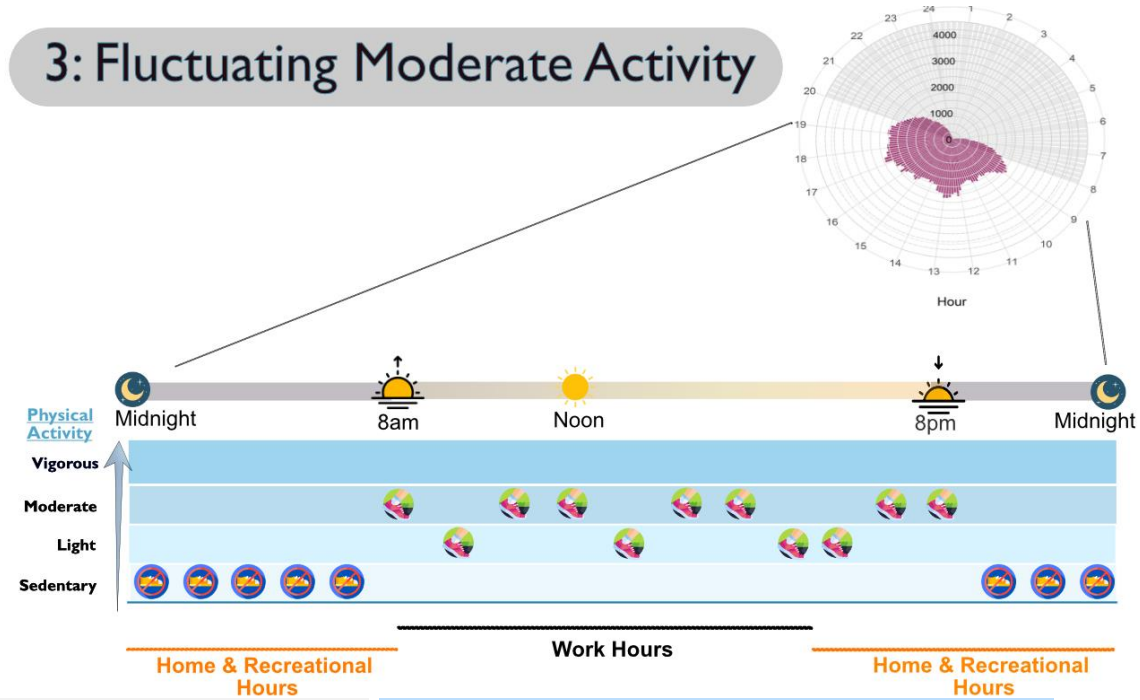 3: Fluctuating Moderate Activity
24
1
2
3
4
5
6
7
8
9
10
11
12
13
14
15
16
17
18
19
20
21
22
23
4000
3000
2000
1000
0
Hour
Midnight
8am
Noon
8pm
Midnight
Physical
Activity
Vigorous
Moderate
Light
Sedentary
Work Hours
Home & Recreational
Hours
Home & Recreational
Hours